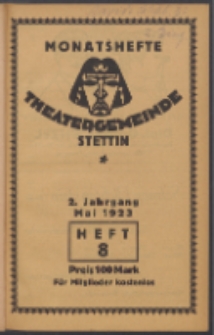 MONATSHEFTE
THEATERGEMEINDE
STETTIN
2. Jahrgang
Mai 1923
HEFT
8
Preis 100 Mark
Für Mitglieder kostenlos